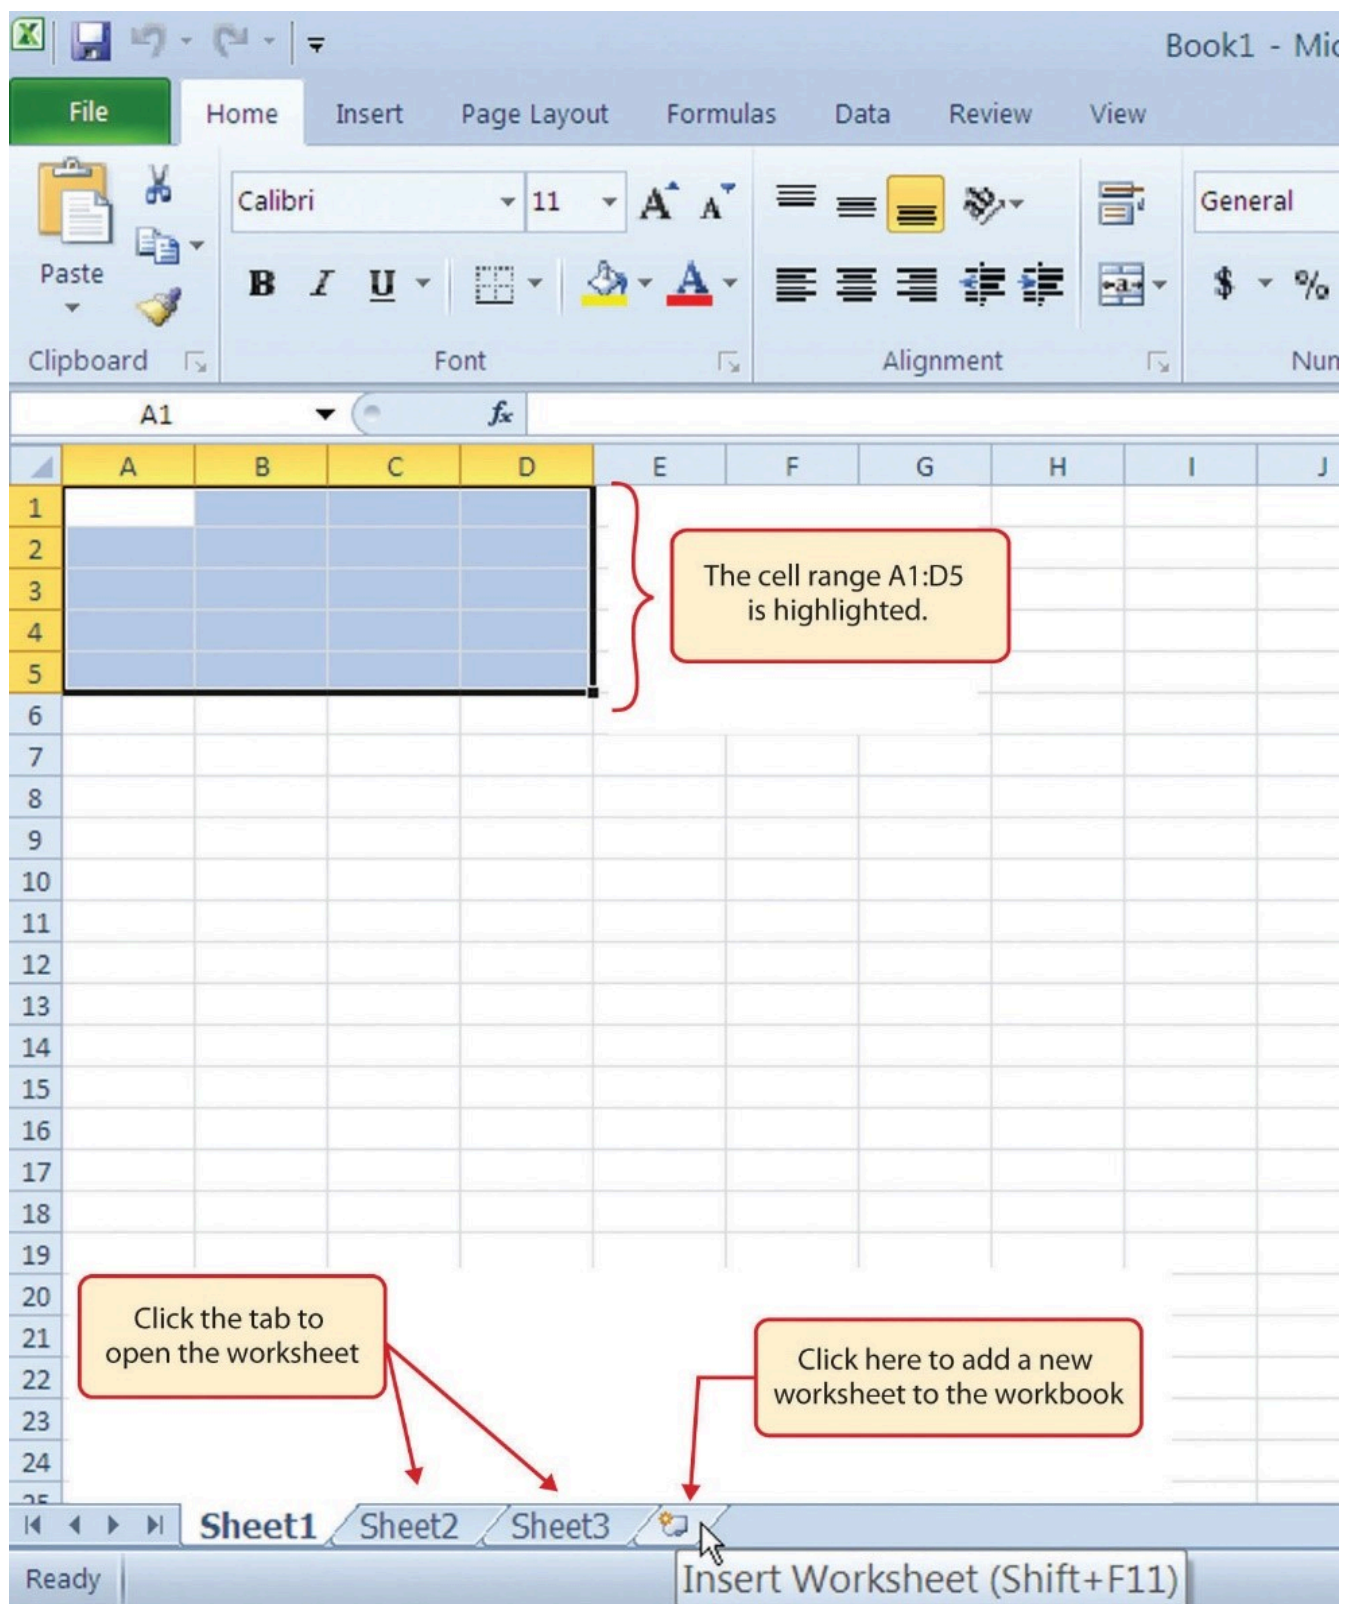 Book1 - Mic
File Home Insert Page Layout Formulas Data Review View
Calibri 11 A A General
Paste B I U A a $ %
Clipboard Font Alignment Num
A1 fx
A B C D E F G H I J
1
2
3
4
5
6
7
8
9
10
11
12
13
14
15
16
17
18
19
20
21
22
23
24
25
The cell range A1:D5
is highlighted.
Click the tab to
open the worksheet
Click here to add a new
worksheet to the workbook
Sheet1 Sheet2 Sheet3
Ready
Insert Worksheet (Shift+F11)